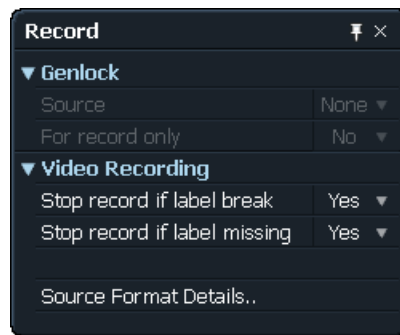 Record
Genlock
Source None
For record only No
Video Recording
Stop record if label break Yes
Stop record if label missing Yes
Source Format Details..